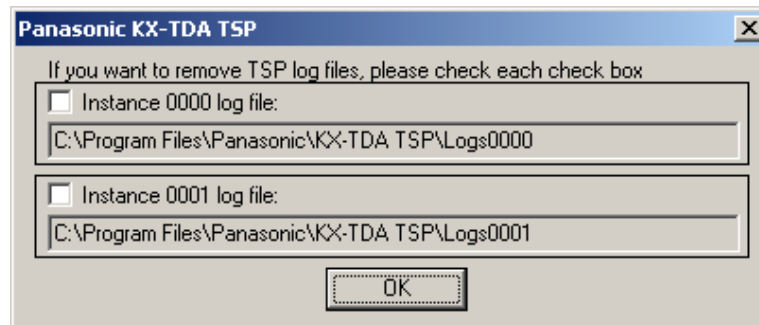 Panasonic KX-TDA TSP
If you want to remove TSP log files, please check each check box
Instance 0000 log file:
C:\Program Files\Panasonic\KX-TDA TSP\Logs0000
Instance 0001 log file:
C:\Program Files\Panasonic\KX-TDA TSP\Logs0001
OK